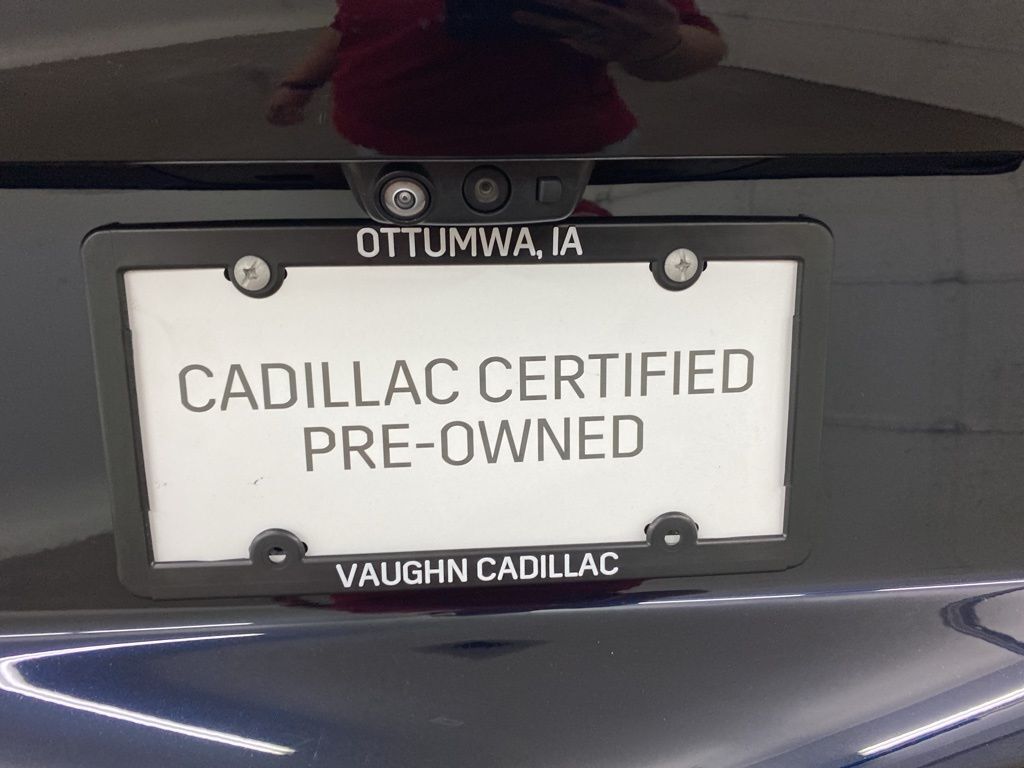 OTTUMWA, IA
CADILLAC CERTIFIED
PRE-OWNED
VAUGHN CADILLAC